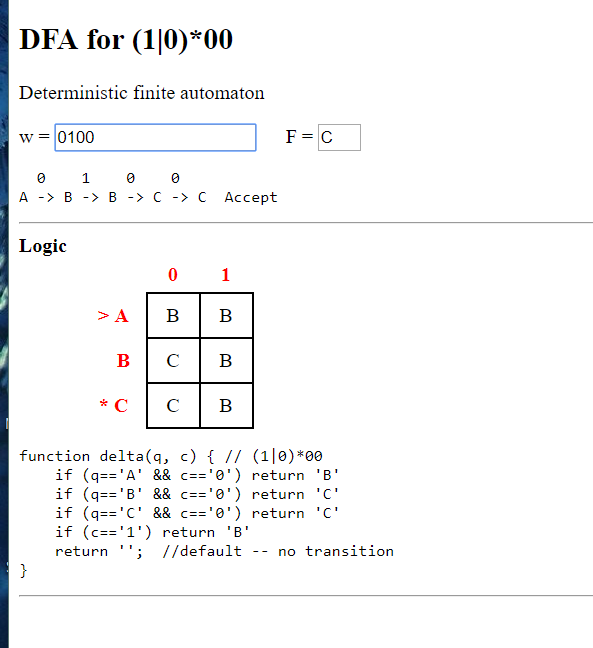 DFA for (1|0)*00
Deterministic finite automaton
w = 0100 F = C
0 1 0 0
A -> B -> B -> C -> C Accept
Logic
0 1
> A B B
B C B
* C C B
function delta(q, c) { // (1|0)*00
if (q=='A' && c=='0') return 'B'
if (q=='B' && c=='0') return 'C'
if (q=='C' && c=='0') return 'C'
if (c=='1') return 'B'
return ''; //default -- no transition
}